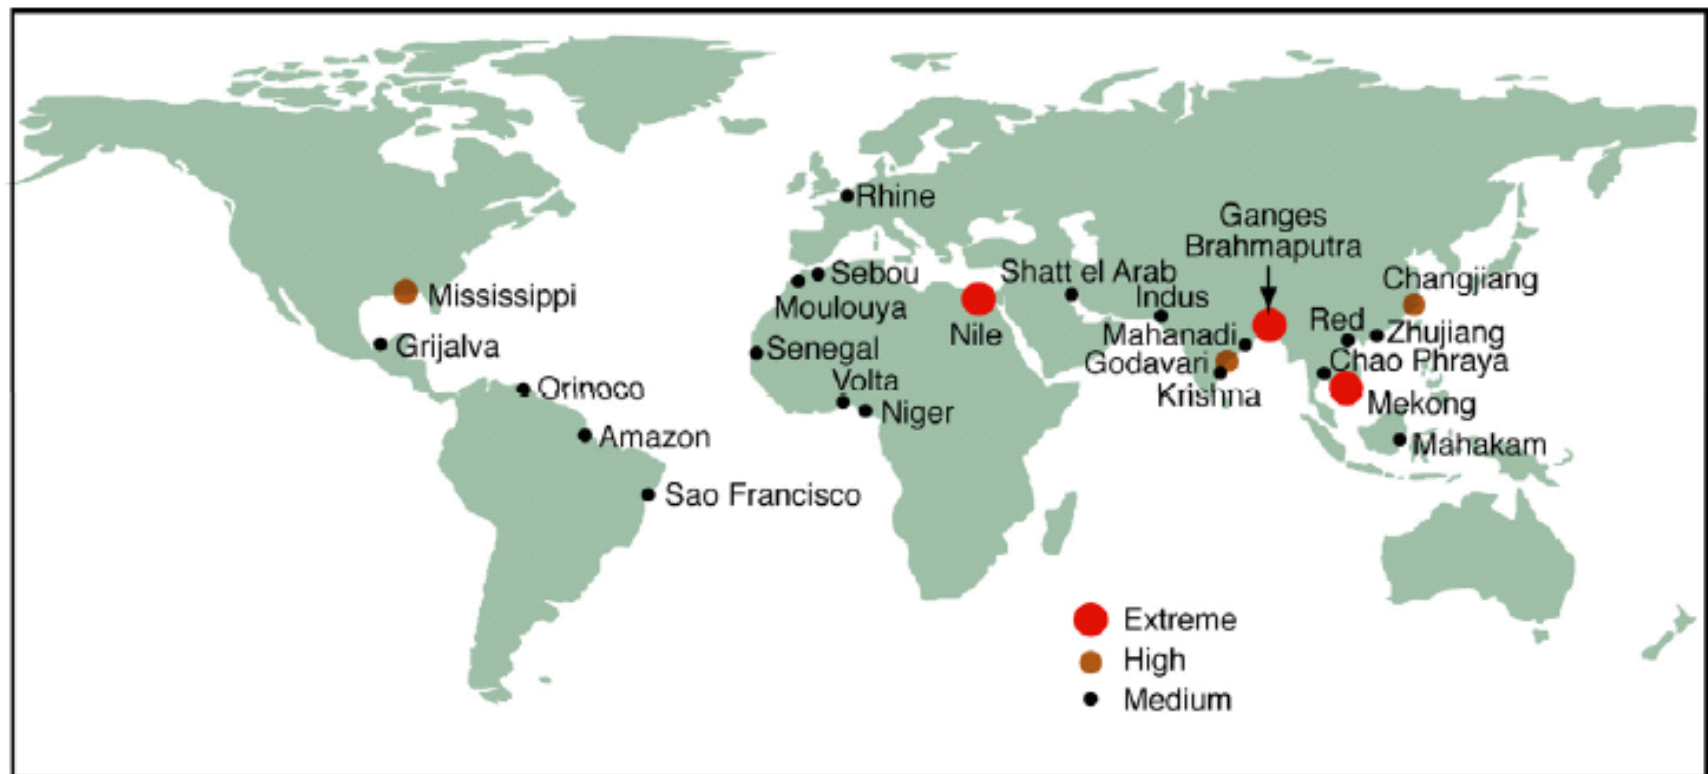 Rhine
Ganges
Brahmaputra
Sebou
Shatt el Arab
Changjiang
Mississippi
Moulouya
Indus
Nile
Mahanadi
Red
Zhujiang
Grijalva
Senegal
Godavari
Chao Phraya
Volta
Krishna
Orinoco
Niger
Mekong
Amazon
Mahakam
Sao Francisco
Extreme
High
Medium